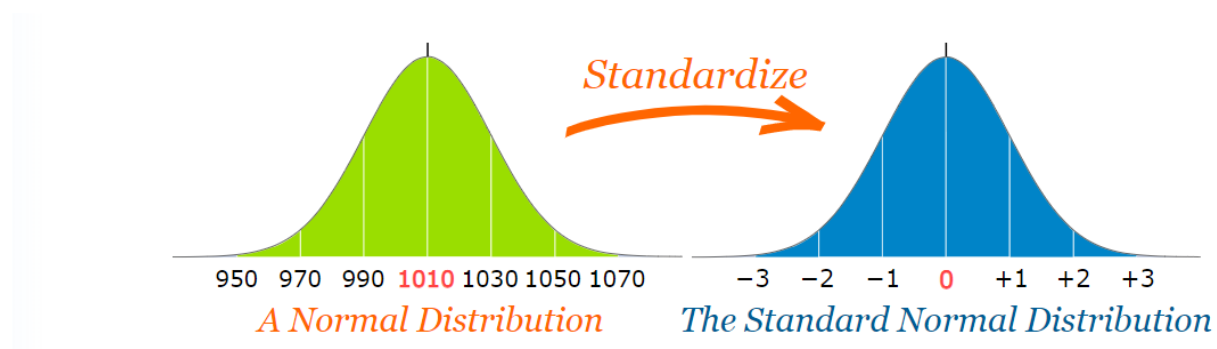 Standardize
950 970 990 1010 1030 1050 1070
−3 −2 −1 0 +1 +2 +3
A Normal Distribution
The Standard Normal Distribution